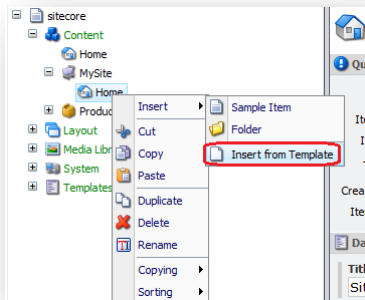 sitecore
Content
Home
MySite
Home
Produc
Layout
Media Libr
System
Templates
Insert
Cut
Copy
Paste
Duplicate
Delete
Rename
Copying
Sorting
Sample Item
Folder
Insert from Template
Qu
Ite
I
Crea
Ite
Da
Titl
Sit